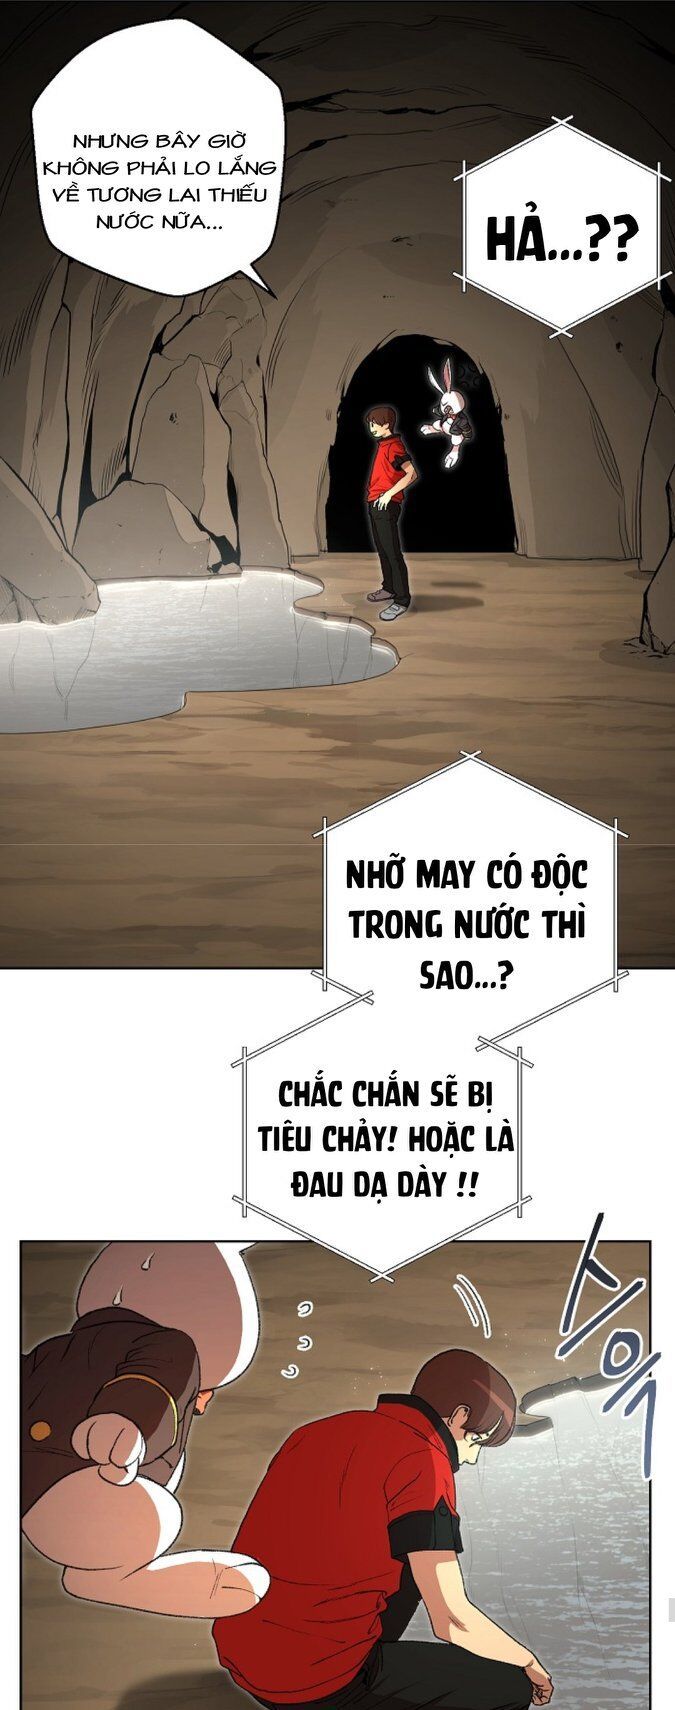 NHƯNG BÂY GIỜ
KHÔNG PHẢI LO LẮNG
VỀ TƯƠNG LAI THIẾU
NƯỚC NỮA...
HẢ...??
NHỠ MAY CÓ ĐỘC
TRONG NƯỚC THÌ
SAO...?
CHẮC CHẮN SẼ BỊ
TIÊU CHẢY! HOẶC LÀ
ĐAU DẠ DÀY !!
스악